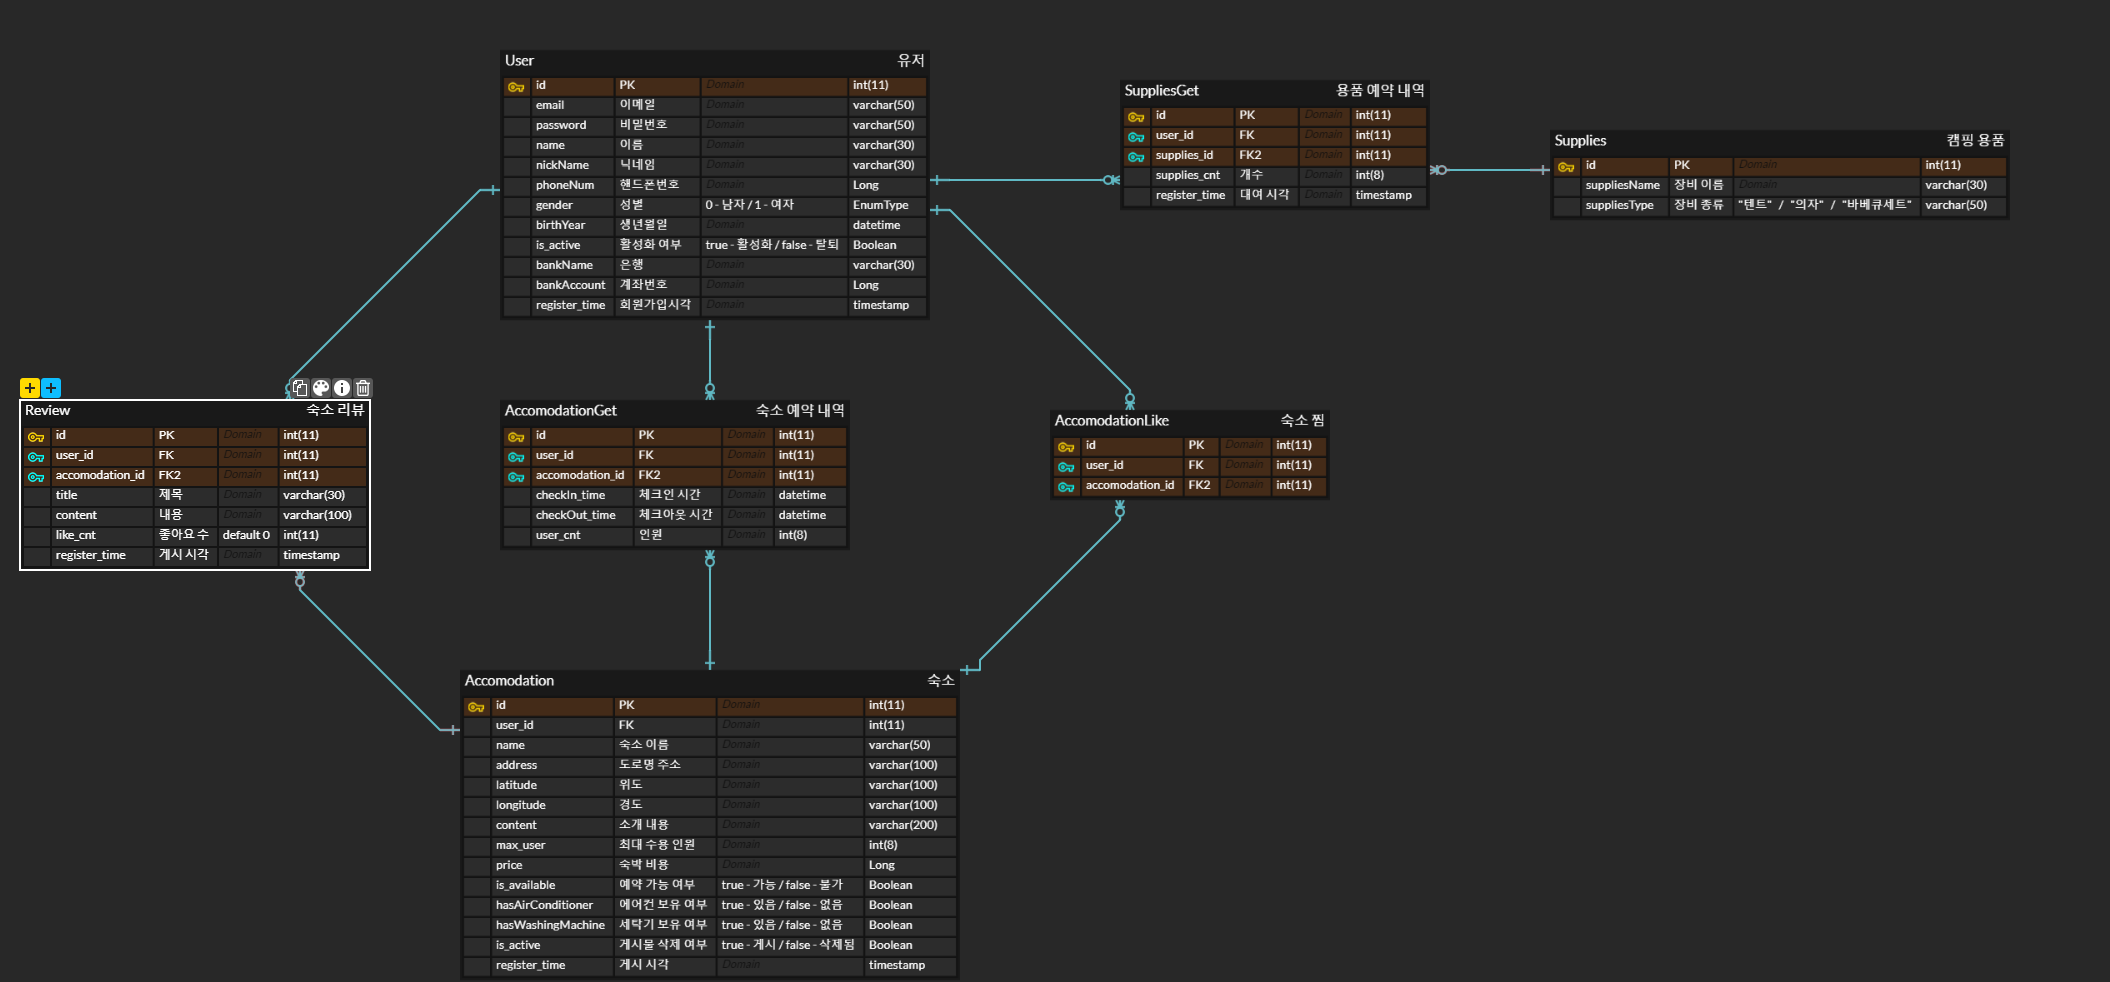 User 유저
id PK Domain int(11)
email 이메일 Domain varchar(50)
password 비밀번호 Domain varchar(50)
name 이름 Domain varchar(30)
nickName 닉네임 Domain varchar(30)
phoneNum 핸드폰번호 Domain Long
gender 성별 0 - 남자 / 1 - 여자 EnumType
birthYear 생년월일 Domain datetime
is_active 활성화 여부 true - 활성화 / false - 탈퇴 Boolean
bankName 은행 Domain varchar(30)
bankAccount 계좌번호 Domain Long
register_time 회원가입시각 Domain timestamp
SuppliesGet 용품 예약 내역
id PK Domain int(11)
user_id FK Domain int(11)
supplies_id FK2 Domain int(11)
supplies_cnt 개수 Domain int(8)
register_time 대여 시각 Domain timestamp
Supplies 캠핑 용품
id PK Domain int(11)
suppliesName 장비 이름 Domain varchar(30)
suppliesType 장비 종류 "텐트" / "의자" / "바베큐세트" varchar(50)
Review 숙소 리뷰
id PK Domain int(11)
user_id FK Domain int(11)
accomodation_id FK2 Domain int(11)
title 제목 Domain varchar(30)
content 내용 Domain varchar(100)
like_cnt 좋아요 수 default 0 int(11)
register_time 게시 시각 Domain timestamp
AccomodationGet 숙소 예약 내역
id PK Domain int(11)
user_id FK Domain int(11)
accomodation_id FK2 Domain int(11)
checkIn_time 체크인 시간 Domain datetime
checkOut_time 체크아웃 시간 Domain datetime
user_cnt 인원 Domain int(8)
AccomodationLike 숙소 찜
id PK Domain int(11)
user_id FK Domain int(11)
accomodation_id FK2 Domain int(11)
Accomodation 숙소
id PK Domain int(11)
user_id FK Domain int(11)
name 숙소 이름 Domain varchar(50)
address 도로명 주소 Domain varchar(100)
latitude 위도 Domain varchar(100)
longitude 경도 Domain varchar(100)
content 소개 내용 Domain varchar(200)
max_user 최대 수용 인원 Domain int(8)
price 숙박 비용 Domain Long
is_available 예약 가능 여부 true - 가능 / false - 불가 Boolean
hasAirConditioner 에어컨 보유 여부 true - 있음 / false - 없음 Boolean
hasWashingMachine 세탁기 보유 여부 true - 있음 / false - 없음 Boolean
is_active 게시물 삭제 여부 true - 게시 / false - 삭제됨 Boolean
register_time 게시 시각 Domain timestamp